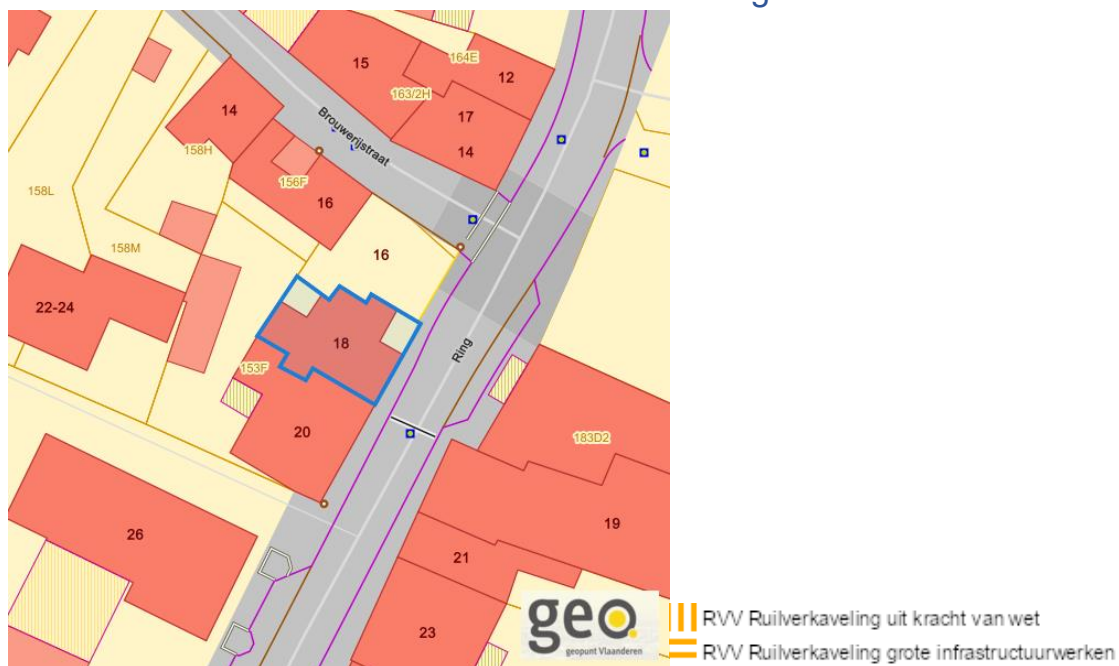 15
164E
12
163/2H
17
14
14
Brouwerijstraat
158H
156F
16
158L
158M
16
22-24
18
Ring
153F
20
183D2
26
19
21
23
geo
geopunt Vlaanderen
RVV Ruilverkaveling uit kracht van wet
RVV Ruilverkaveling grote infrastructuurwerken